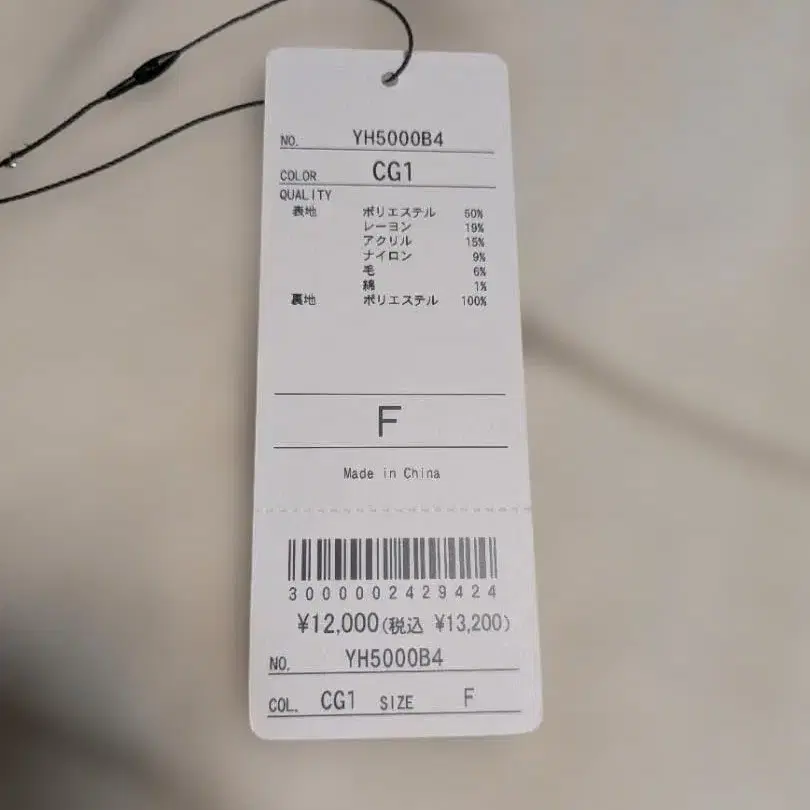 NO. YH5000B4
COLOR CG1
QUALITY
表地 ポリエステル 50%
レーヨン 19%
アクリル 15%
ナイロン 9%
毛 6%
綿 1%
裏地 ポリエステル 100%
F
Made in China
3000002429424
¥12,000(税込 ¥13,200)
NO. YH5000B4
COL. CG1 SIZE F